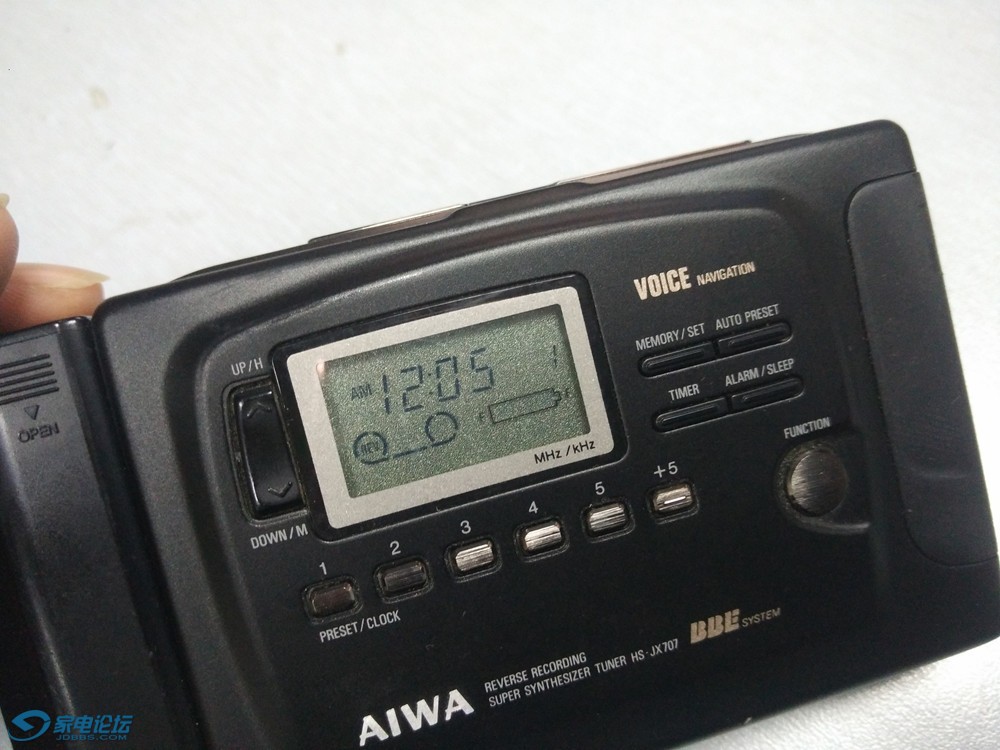 VOICE NAVIGATION
MEMORY/SET AUTO PRESET
TIMER ALARM/SLEEP
FUNCTION
UP/H
DOWN/M
OPEN
AM 12:05
1
MHz/kHz
1 2 3 4 5 +5
PRESET/CLOCK
BBE SYSTEM
AIWA
REVERSE RECORDING
SUPER SYNTHESIZER TUNER HS-JX707
家电论坛
JDBBS.COM